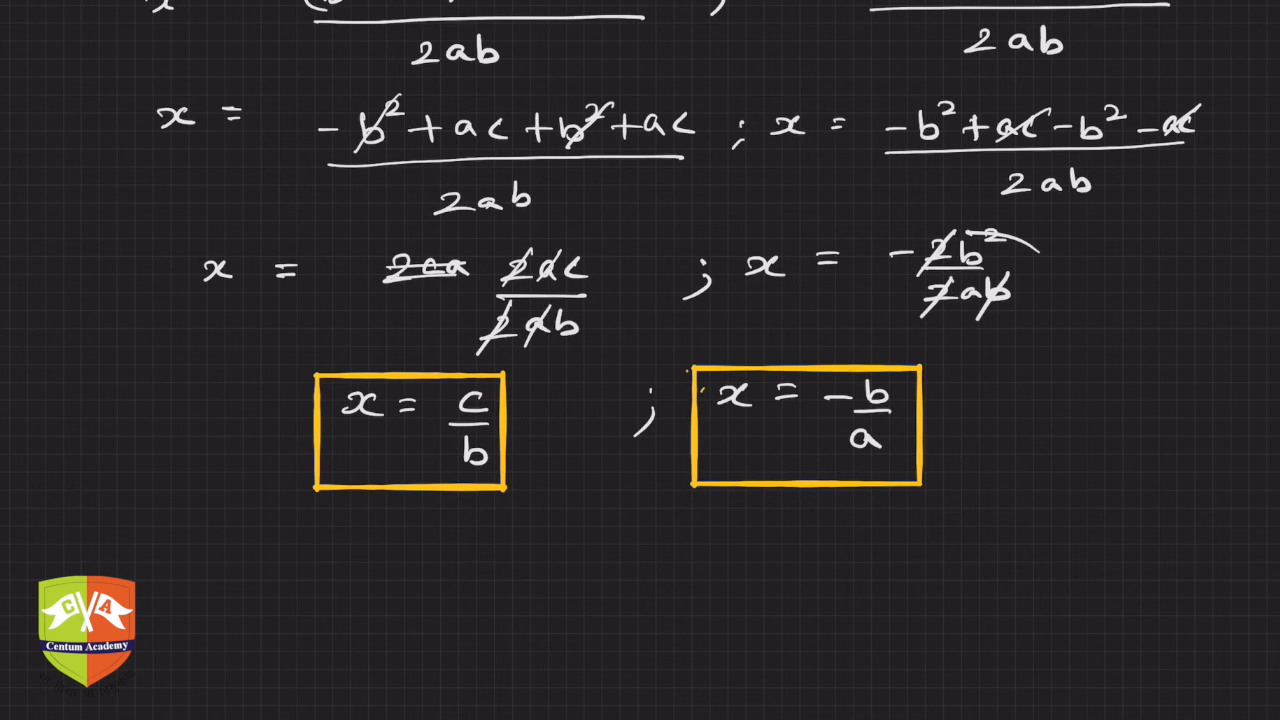 2ab 2ab
x = -b² + ac + b² + ac ; x = -b² + ac - b² - ac
2ab 2ab
x = 2ac ; x = -2b²
2ab 2ab
x = c ; x = -b
b a
C A
Centum Academy